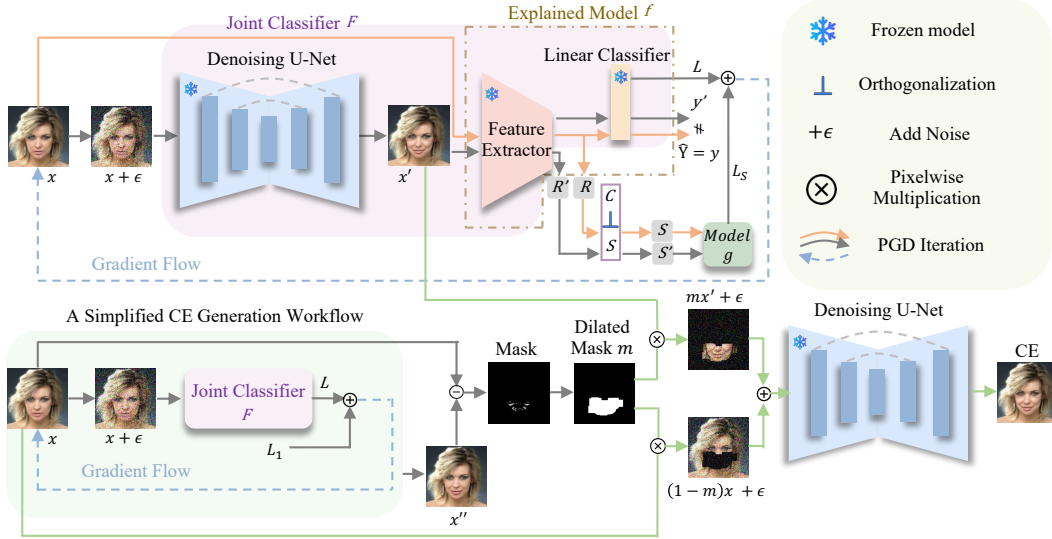 Joint Classifier F
Explained Model f
Denoising U-Net
Linear Classifier
Feature
Extractor
x
x + ϵ
x′
L
y′
ꖌ
Ŷ = y
R′
R
C
S
S
S′
Model
g
L_S
Gradient Flow
Frozen model
Orthogonalization
+ϵ
Add Noise
Pixelwise
Multiplication
PGD Iteration
A Simplified CE Generation Workflow
x
x + ϵ
Joint Classifier
F
L
L₁
Gradient Flow
x′′
Mask
Dilated
Mask m
mx′ + ϵ
(1 − m)x + ϵ
Denoising U-Net
CE